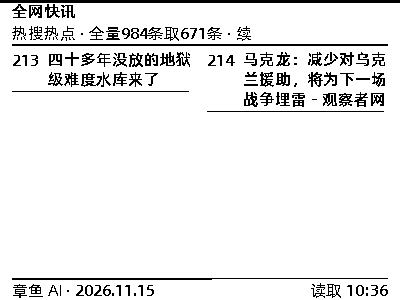 全网快讯
热搜热点 · 全量984条取671条 · 续
213 四十多年没放的地狱
级难度水库来了
214 马克龙：减少对乌克
兰援助，将为下一场
战争埋雷 - 观察者网
章鱼 AI · 2026.11.15
读取 10:36